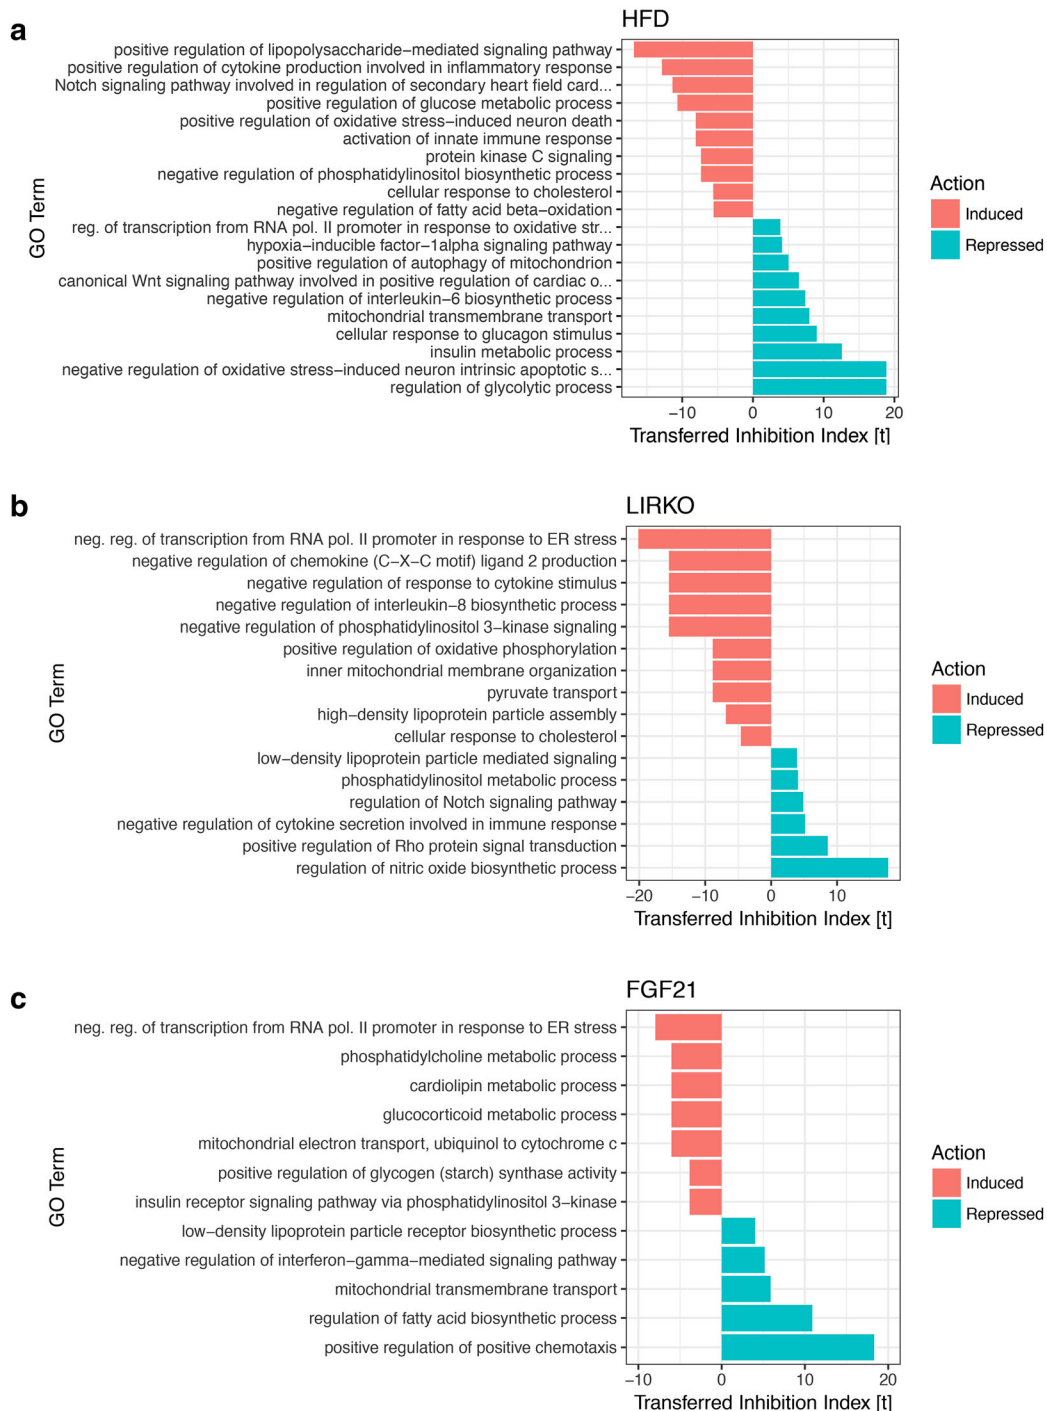 a
HFD
positive regulation of lipopolysaccharide−mediated signaling pathway
positive regulation of cytokine production involved in inflammatory response
Notch signaling pathway involved in regulation of secondary heart field card...
positive regulation of glucose metabolic process
positive regulation of oxidative stress−induced neuron death
activation of innate immune response
protein kinase C signaling
negative regulation of phosphatidylinositol biosynthetic process
cellular response to cholesterol
negative regulation of fatty acid beta−oxidation
reg. of transcription from RNA pol. II promoter in response to oxidative str...
hypoxia−inducible factor−1alpha signaling pathway
positive regulation of autophagy of mitochondrion
canonical Wnt signaling pathway involved in positive regulation of cardiac o...
negative regulation of interleukin−6 biosynthetic process
mitochondrial transmembrane transport
cellular response to glucagon stimulus
insulin metabolic process
negative regulation of oxidative stress−induced neuron intrinsic apoptotic s...
regulation of glycolytic process
GO Term
−10 0 10 20
Transferred Inhibition Index [t]
Action
Induced
Repressed
b
LIRKO
neg. reg. of transcription from RNA pol. II promoter in response to ER stress
negative regulation of chemokine (C−X−C motif) ligand 2 production
negative regulation of response to cytokine stimulus
negative regulation of interleukin−8 biosynthetic process
negative regulation of phosphatidylinositol 3−kinase signaling
positive regulation of oxidative phosphorylation
inner mitochondrial membrane organization
pyruvate transport
high−density lipoprotein particle assembly
cellular response to cholesterol
low−density lipoprotein particle mediated signaling
phosphatidylinositol metabolic process
regulation of Notch signaling pathway
negative regulation of cytokine secretion involved in immune response
positive regulation of Rho protein signal transduction
regulation of nitric oxide biosynthetic process
GO Term
−20 −10 0 10
Transferred Inhibition Index [t]
Action
Induced
Repressed
c
FGF21
neg. reg. of transcription from RNA pol. II promoter in response to ER stress
phosphatidylcholine metabolic process
cardiolipin metabolic process
glucocorticoid metabolic process
mitochondrial electron transport, ubiquinol to cytochrome c
positive regulation of glycogen (starch) synthase activity
insulin receptor signaling pathway via phosphatidylinositol 3−kinase
low−density lipoprotein particle receptor biosynthetic process
negative regulation of interferon−gamma−mediated signaling pathway
mitochondrial transmembrane transport
regulation of fatty acid biosynthetic process
positive regulation of positive chemotaxis
GO Term
−10 0 10 20
Transferred Inhibition Index [t]
Action
Induced
Repressed